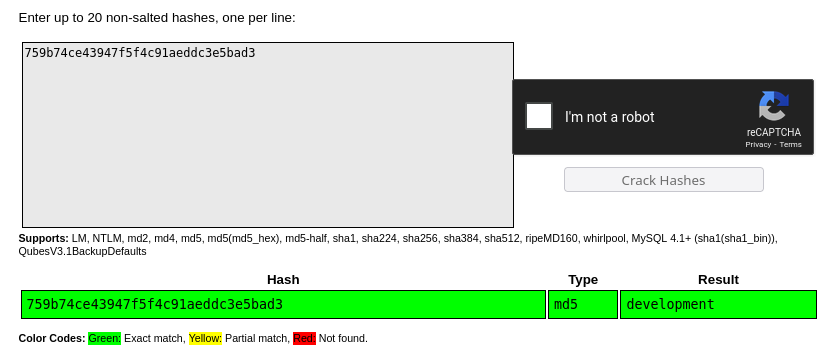 Enter up to 20 non-salted hashes, one per line:
759b74ce43947f5f4c91aeddc3e5bad3
I'm not a robot
reCAPTCHA
Privacy - Terms
Crack Hashes
Supports: LM, NTLM, md2, md4, md5, md5(md5_hex), md5-half, sha1, sha224, sha256, sha384, sha512, ripeMD160, whirlpool, MySQL 4.1+ (sha1(sha1_bin)),
QubesV3.1BackupDefaults
Hash Type Result
759b74ce43947f5f4c91aeddc3e5bad3 md5 development
Color Codes: Green: Exact match, Yellow: Partial match, Red: Not found.